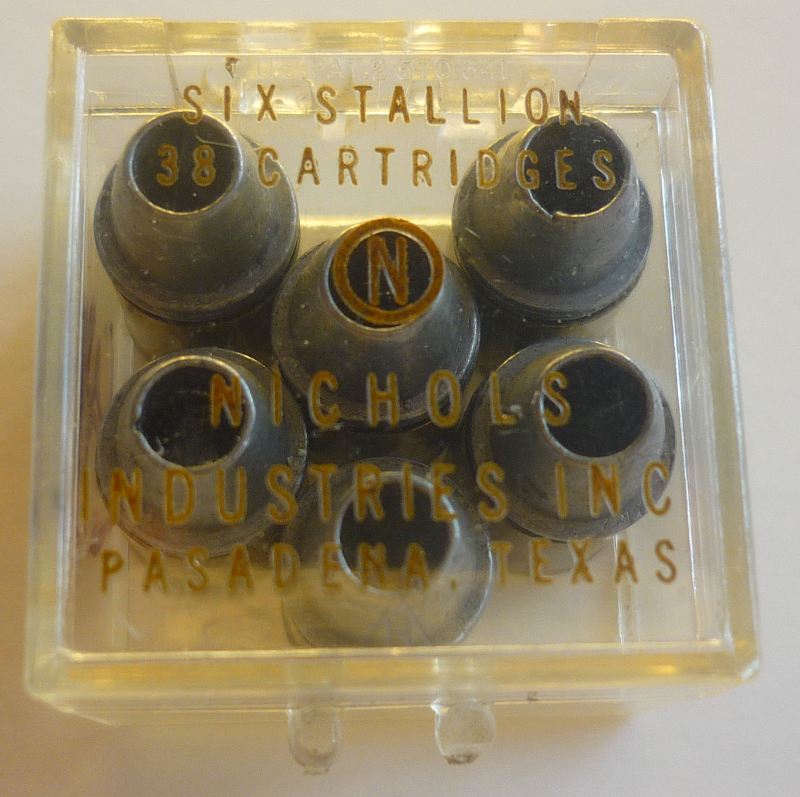 SIX STALLION
38 CARTRIDGES
N
NICHOLS
INDUSTRIES INC
PASADENA, TEXAS